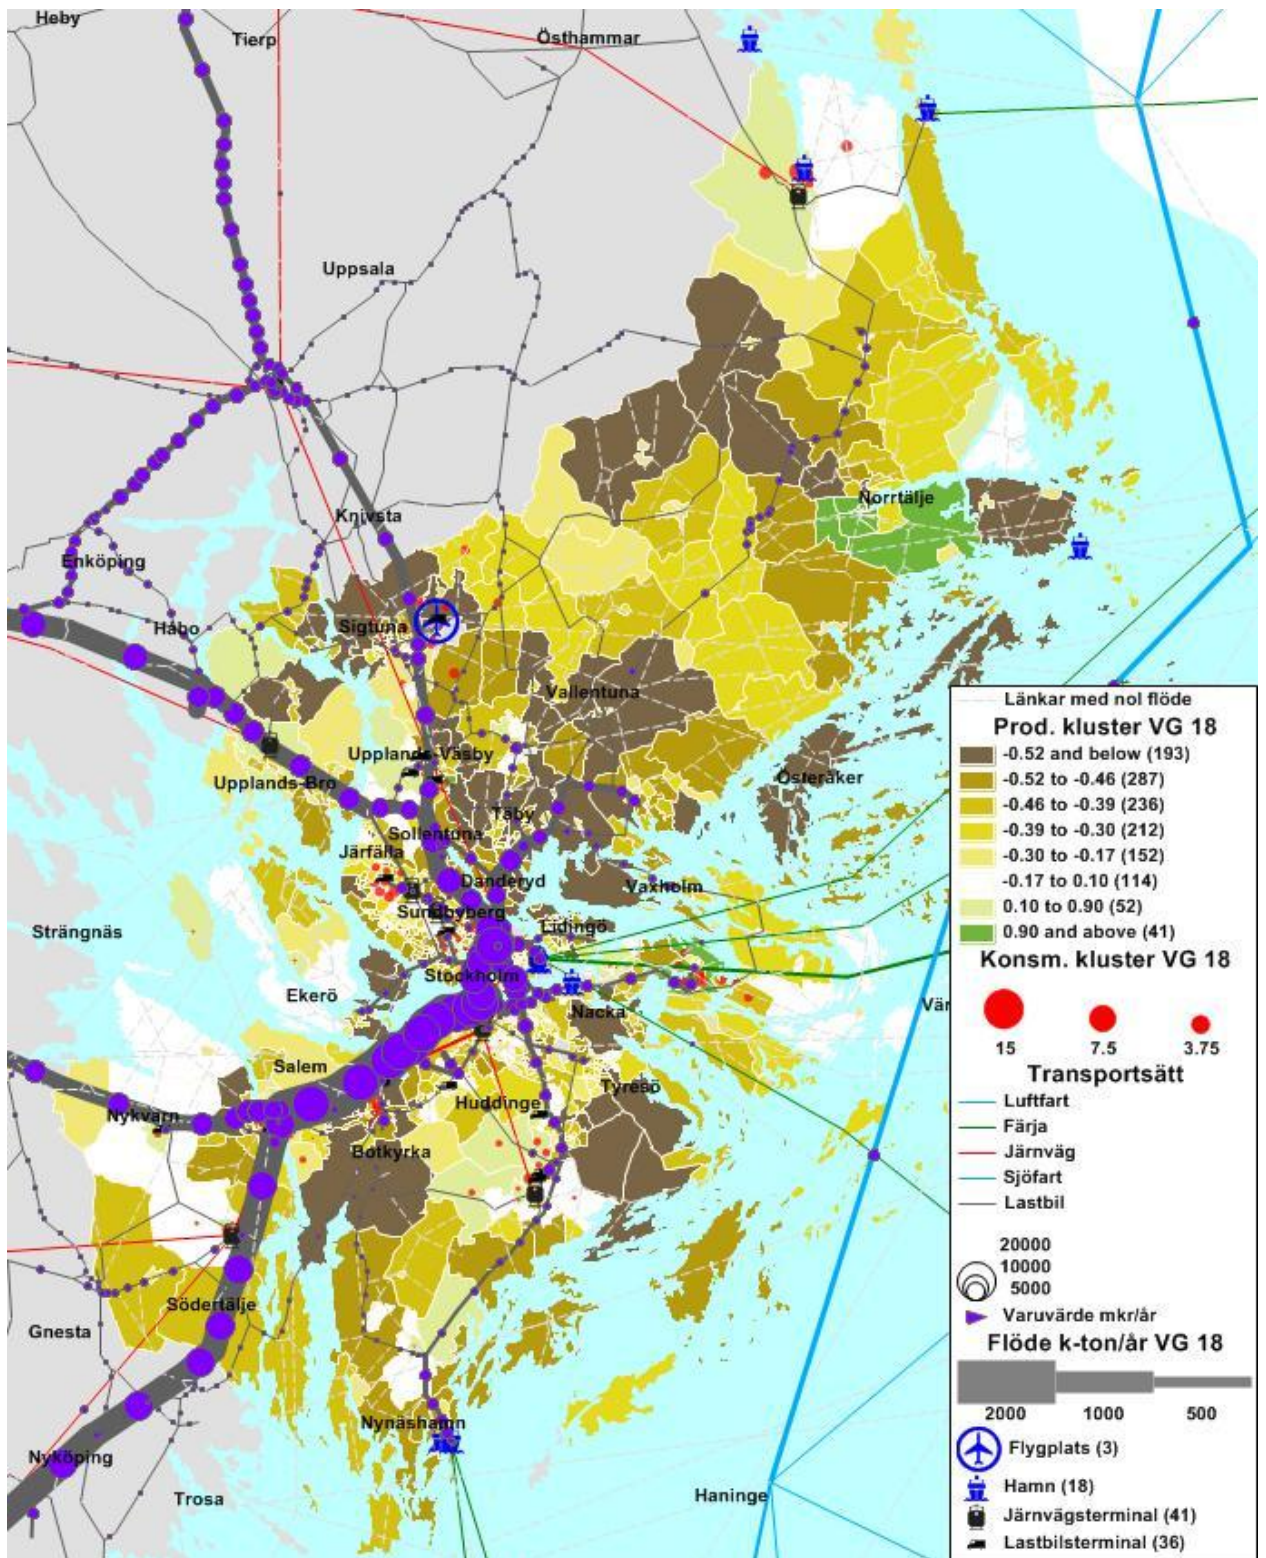 Heby
Tierp
Östhammar
Uppsala
Knivsta
Norrtälje
Enköping
Håbo
Sigtuna
Vallentuna
Länkar med nol flöde
Prod. kluster VG 18
-0.52 and below (193)
-0.52 to -0.46 (287)
-0.46 to -0.39 (236)
-0.39 to -0.30 (212)
-0.30 to -0.17 (152)
-0.17 to 0.10 (114)
0.10 to 0.90 (52)
0.90 and above (41)
Konsm. kluster VG 18
15 7.5 3.75
Transportsätt
Luftfart
Färja
Järnväg
Sjöfart
Lastbil
20000
10000
5000
Varuvärde mkr/år
Flöde k-ton/år VG 18
2000 1000 500
Flygplats (3)
Hamn (18)
Järnvägsterminal (41)
Lastbilsterminal (36)
Upplands-Väsby
Upplands-Bro
Österåker
Täby
Sollentuna
Järfälla
Danderyd
Vaxholm
Sundbyberg
Lidingö
Strängnäs
Stockholm
Ekerö
Nacka
Vär
Salem
Tyresö
Huddinge
Nykvarn
Botkyrka
Södertälje
Gnesta
Nynäshamn
Nyköping
Trosa
Haninge